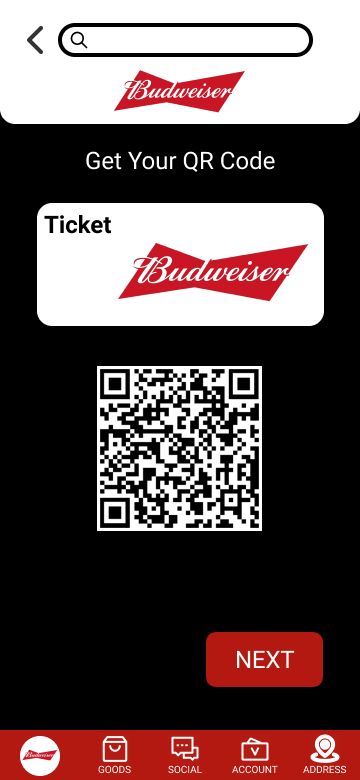 Budweiser
Get Your QR Code
Ticket
Budweiser
NEXT
Budweiser
GOODS
SOCIAL
ACCOUNT
ADDRESS